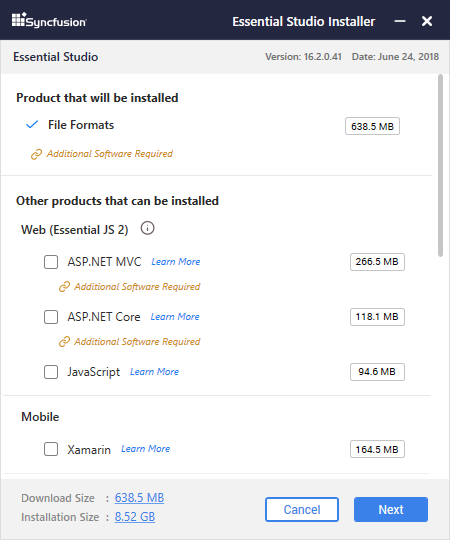 Syncfusion Essential Studio Installer
Essential Studio Version: 16.2.0.41 Date: June 24, 2018
Product that will be installed
File Formats 638.5 MB
Additional Software Required
Other products that can be installed
Web (Essential JS 2)
ASP.NET MVC Learn More 266.5 MB
Additional Software Required
ASP.NET Core Learn More 118.1 MB
Additional Software Required
JavaScript Learn More 94.6 MB
Mobile
Xamarin Learn More 164.5 MB
Download Size : 638.5 MB
Installation Size : 8.52 GB
Cancel Next